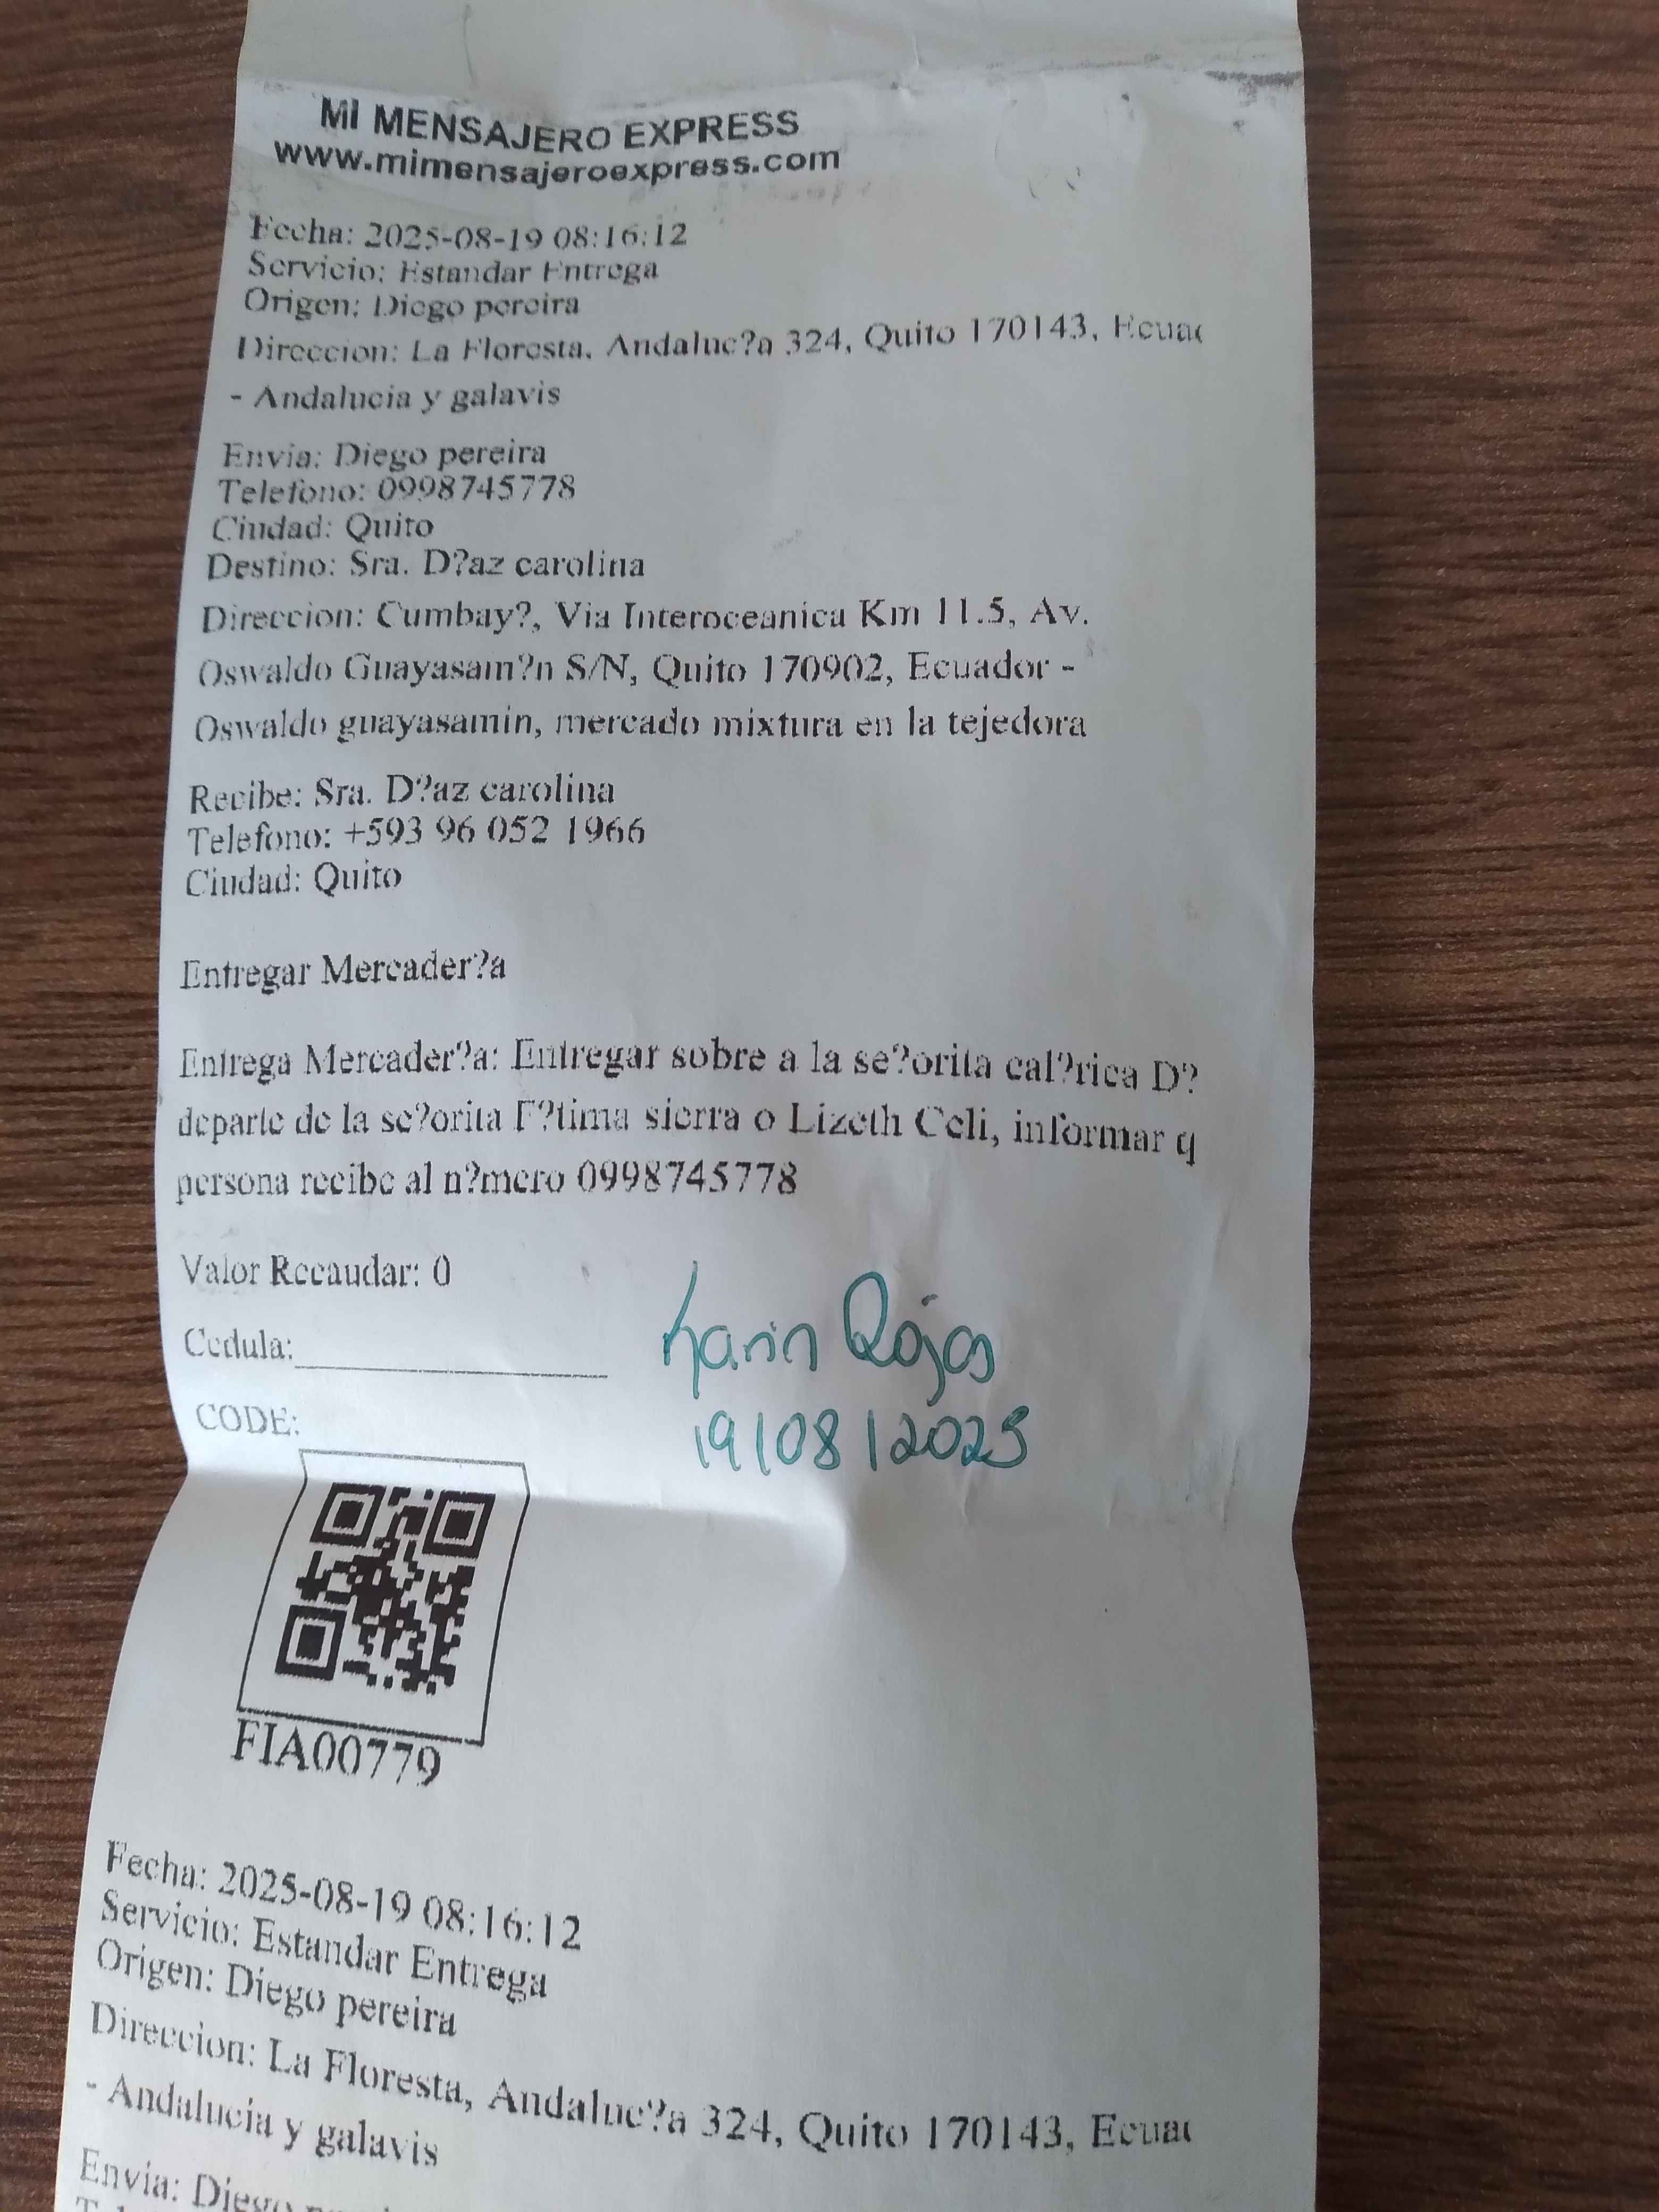 MI MENSAJERO EXPRESS
www.mimensajeroexpress.com
Fecha: 2025-08-19 08:16:12
Servicio: Estandar Entrega
Origen: Diego pereira
Direccion: La Floresta, Andaluc?a 324, Quito 170143, Ecuac
- Andalucia y galavis
Envia: Diego pereira
Telefono: 0998745778
Ciudad: Quito
Destino: Sra. D?az carolina
Direccion: Cumbay?, Via Interoceanica Km 11.5, Av.
Oswaldo Guayasam?n S/N, Quito 170902, Ecuador -
Oswaldo guayasamin, mercado mixtura en la tejedora
Recibe: Sra. D?az carolina
Telefono: +593 96 052 1966
Ciudad: Quito
Entregar Mercader?a
Entrega Mercader?a: Entregar sobre a la se?orita cal?rica D?
departe de la se?orita F?tima sierra o Lizeth Celi, informar q
persona recibe al n?mero 0998745778
Valor Recaudar: 0
Cedula:
Karin Rojas
19/08/2025
CODE:
FIA00779
Fecha: 2025-08-19 08:16:12
Servicio: Estandar Entrega
Origen: Diego pereira
Direccion: La Floresta, Andaluc?a 324, Quito 170143, Ecuac
- Andalucia y galavis
Envia: Diego